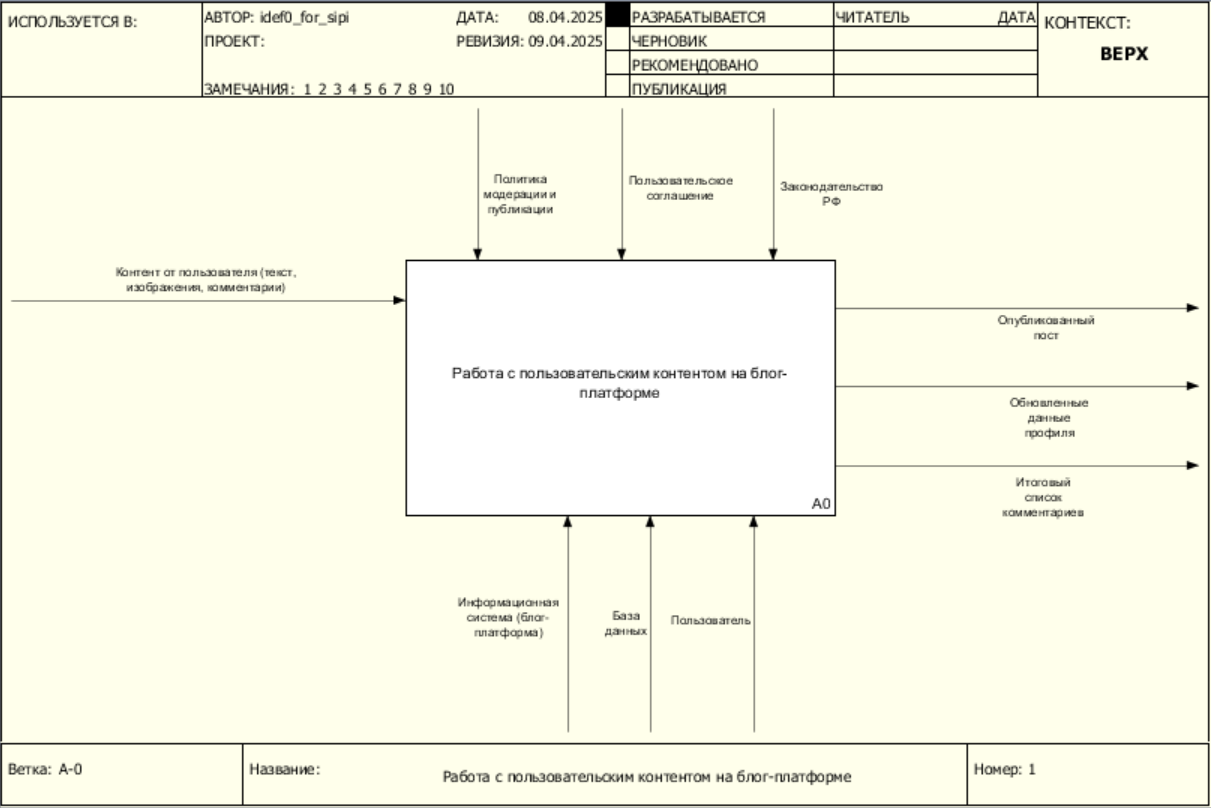 ИСПОЛЬЗУЕТСЯ В:
АВТОР: idef0_for_sipi
ДАТА: 08.04.2025
ПРОЕКТ:
РЕВИЗИЯ: 09.04.2025
ЗАМЕЧАНИЯ: 1 2 3 4 5 6 7 8 9 10
РАЗРАБАТЫВАЕТСЯ
ЧЕРНОВИК
РЕКОМЕНДОВАНО
ПУБЛИКАЦИЯ
ЧИТАТЕЛЬ
ДАТА
КОНТЕКСТ:
ВЕРХ
Политика
модерации и
публикации
Пользовательское
соглашение
Законодательство
РФ
Контент от пользователя (текст,
изображения, комментарии)
Работа с пользовательским контентом на блог-
платформе
A0
Опубликованный
пост
Обновленные
данные
профиля
Итоговый
список
комментариев
Информационная
система (блог-
платформа)
База
данных
Пользователь
Ветка: A-0
Название:
Работа с пользовательским контентом на блог-платформе
Номер: 1